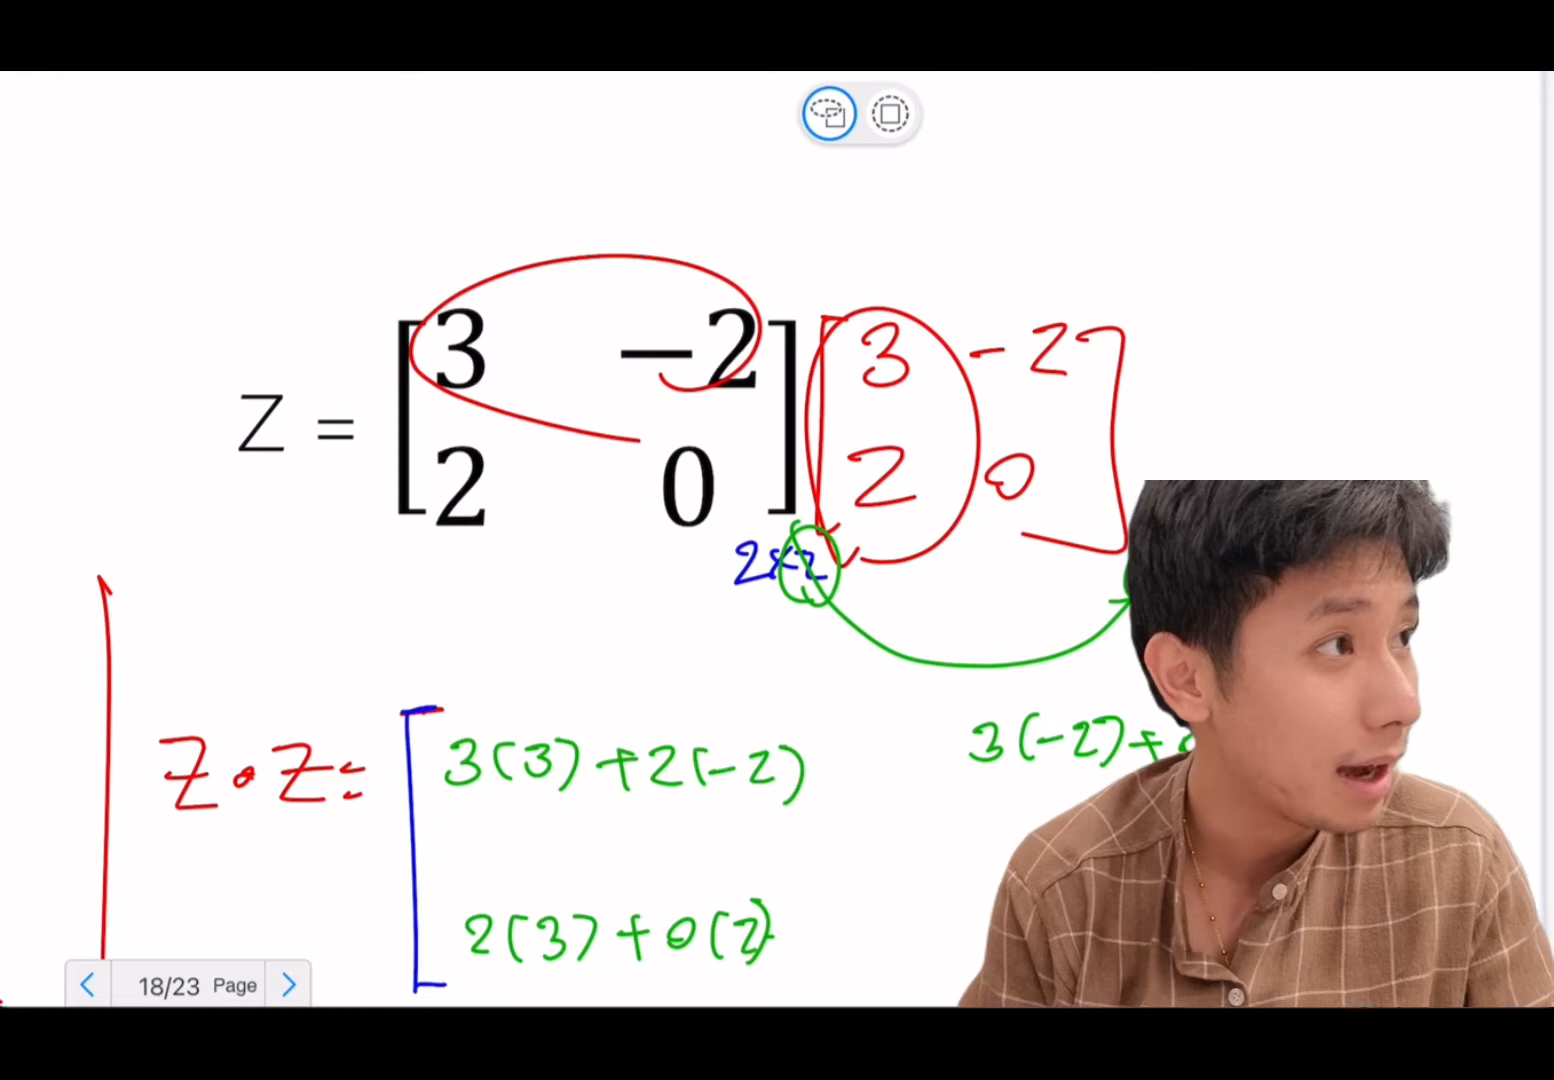 Z = [3 −2] [3 -2]
[2 0] [2 0]
2×2
Z • Z = [3(3)+2(-2) 3(-2)+
2(3)+0(2)
18/23 Page